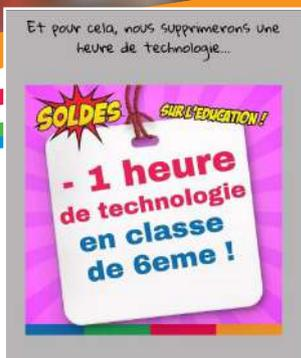 Et pour cela, nous supprimerons une
heure de technologie...
SOLDES SUR L'EDUCATION !
- 1 heure
de technologie
en classe
de 6eme !